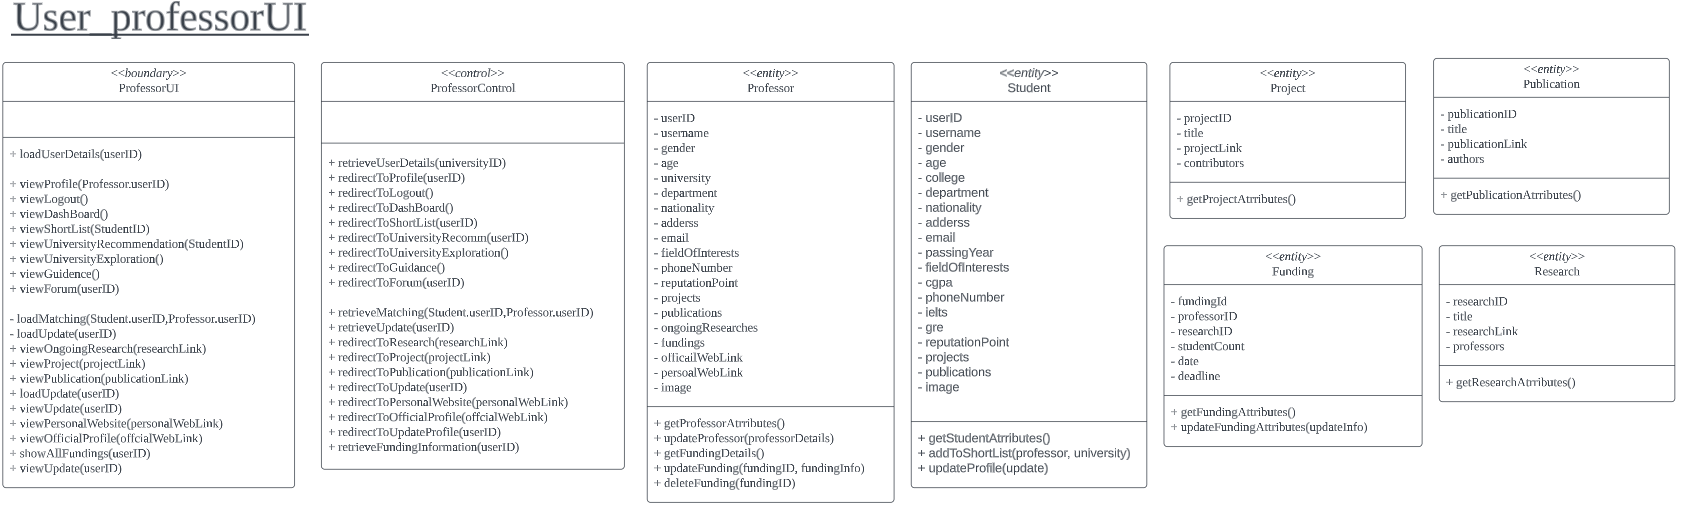 User_professorUI
<<boundary>>
ProfessorUI
+ loadUserDetails(userID)
+ viewProfile(Professor.userID)
+ viewLogout()
+ viewDashBoard()
+ viewShortList(StudentID)
+ viewUniversityRecommendation(StudentID)
+ viewUniversityExploration()
+ viewGuidence()
+ viewForum(userID)
- loadMatching(Student.userID,Professor.userID)
- loadUpdate(userID)
+ viewOngoingResearch(researchLink)
+ viewProject(projectLink)
+ viewPublication(publicationLink)
+ loadUpdate(userID)
+ viewUpdate(userID)
+ viewPersonalWebsite(personalWebLink)
+ viewOfficialProfile(offcialWebLink)
+ showAllFundings(userID)
+ viewUpdate(userID)
<<control>>
ProfessorControl
+ retrieveUserDetails(universityID)
+ redirectToProfile(userID)
+ redirectToLogout()
+ redirectToDashBoard()
+ redirectToShortList(userID)
+ redirectToUniversityRecomm(userID)
+ redirectToUniversityExploration()
+ redirectToGuidance()
+ redirectToForum(userID)
+ retrieveMatching(Student.userID,Professor.userID)
+ retrieveUpdate(userID)
+ redirectToResearch(researchLink)
+ redirectToProject(projectLink)
+ redirectToPublication(publicationLink)
+ redirectToUpdate(userID)
+ redirectToPersonalWebsite(personalWebLink)
+ redirectToOfficialProfile(offcialWebLink)
+ redirectToUpdateProfile(userID)
+ retrieveFundingInformation(userID)
<<entity>>
Professor
- userID
- username
- gender
- age
- university
- department
- nationality
- adderss
- email
- fieldOfInterests
- phoneNumber
- reputationPoint
- projects
- publications
- ongoingResearches
- fundings
- officailWebLink
- persoalWebLink
- image
+ getProfessorAtrributes()
+ updateProfessor(professorDetails)
+ getFundingDetails()
+ updateFunding(fundingID, fundingInfo)
+ deleteFunding(fundingID)
<<entity>>
Student
- userID
- username
- gender
- age
- college
- department
- nationality
- adderss
- email
- passingYear
- fieldOfInterests
- cgpa
- phoneNumber
- ielts
- gre
- reputationPoint
- projects
- publications
- image
+ getStudentAtrributes()
+ addToShortList(professor, university)
+ updateProfile(update)
<<entity>>
Project
- projectID
- title
- projectLink
- contributors
+ getProjectAtrributes()
<<entity>>
Publication
- publicationID
- title
- publicationLink
- authors
+ getPublicationAtrributes()
<<entity>>
Funding
- fundingId
- professorID
- researchID
- studentCount
- date
- deadline
+ getFundingAttributes()
+ updateFundingAttributes(updateInfo)
<<entity>>
Research
- researchID
- title
- researchLink
- professors
+ getResearchAtrributes()